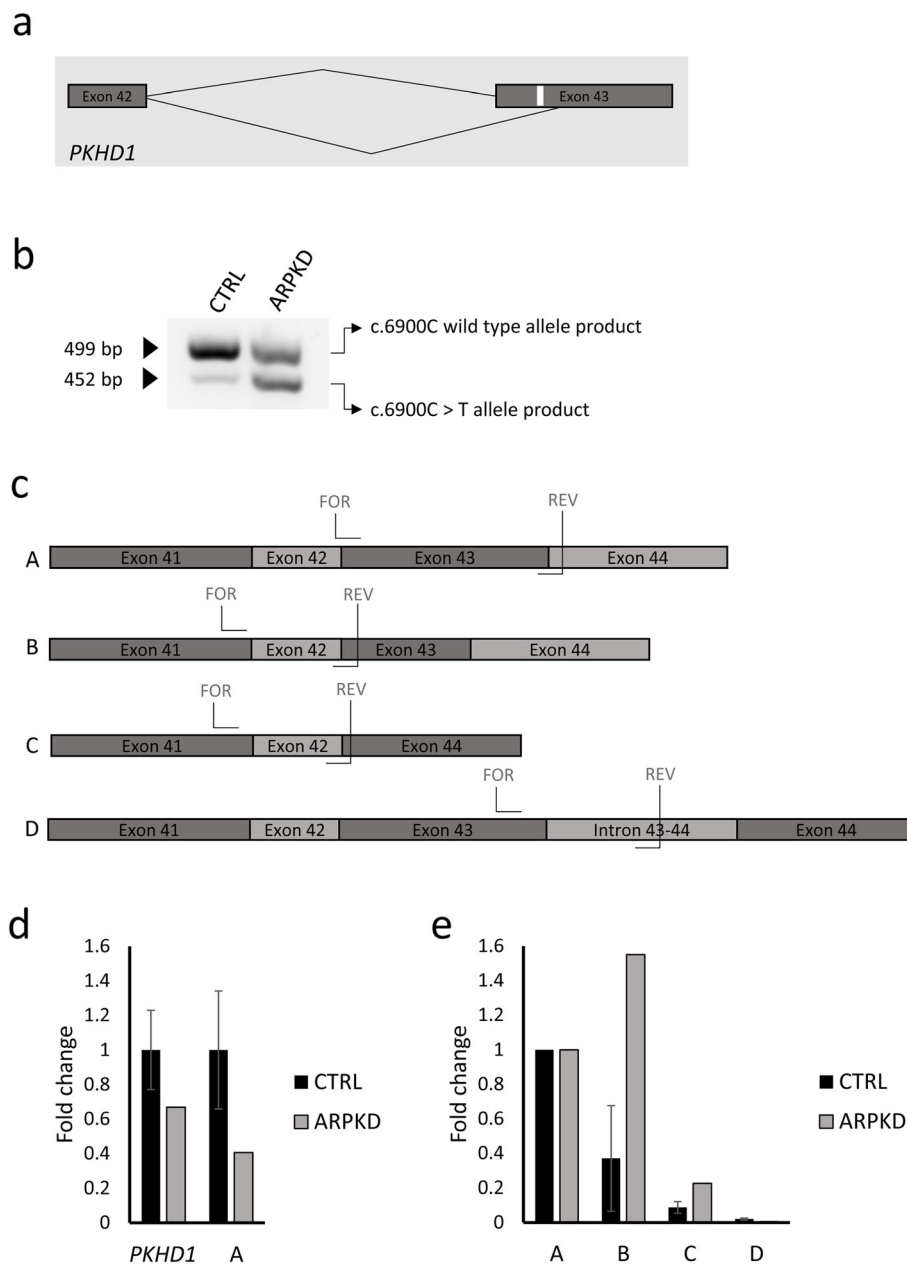 a
Exon 42
Exon 43
PKHD1
b
CTRL
ARPKD
499 bp
452 bp
c.6900C wild type allele product
c.6900C > T allele product
c
FOR
REV
A
Exon 41
Exon 42
Exon 43
Exon 44
FOR
REV
B
Exon 41
Exon 42
Exon 43
Exon 44
FOR
REV
C
Exon 41
Exon 42
Exon 44
FOR
REV
D
Exon 41
Exon 42
Exon 43
Intron 43-44
Exon 44
d
Fold change
1.6
1.4
1.2
1
0.8
0.6
0.4
0.2
0
PKHD1
A
CTRL
ARPKD
e
Fold change
1.6
1.4
1.2
1
0.8
0.6
0.4
0.2
0
A
B
C
D
CTRL
ARPKD